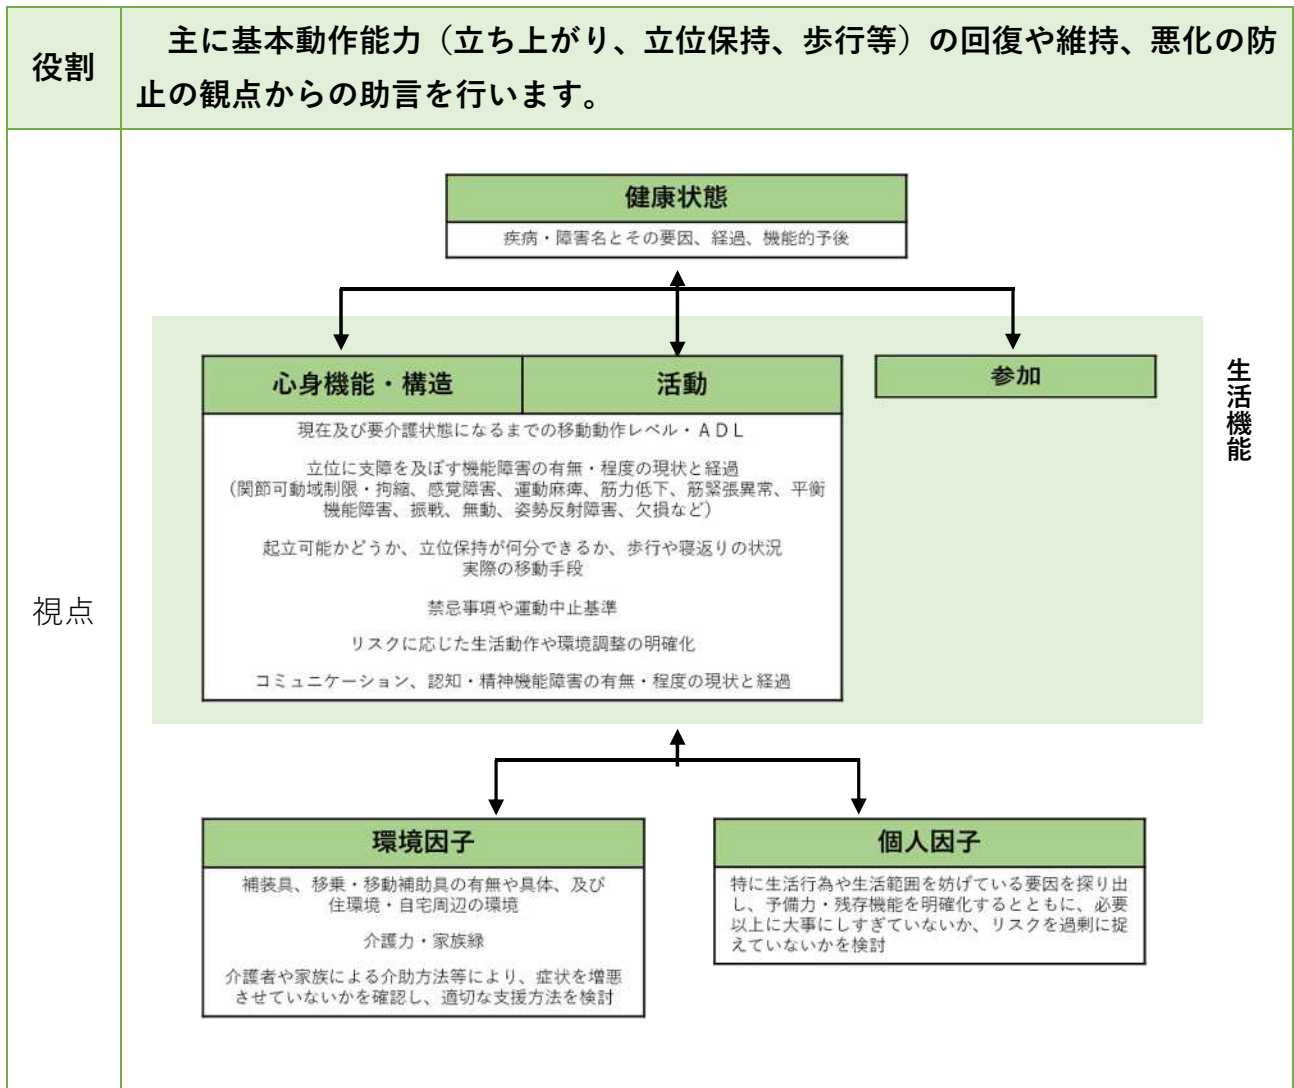 役割
主に基本動作能力（立ち上がり、立位保持、歩行等）の回復や維持、悪化の防
止の観点からの助言を行います。
視点
健康状態
疾病・障害名とその要因、経過、機能的予後
生活機能
心身機能・構造
活動
参加
現在及び要介護状態になるまでの移動動作レベル・ＡＤＬ
立位に支障を及ぼす機能障害の有無・程度の現状と経過
（関節可動域制限・拘縮、感覚障害、運動麻痺、筋力低下、筋緊張異常、平衡
機能障害、振戦、無動、姿勢反射障害、欠損など）
起立可能かどうか、立位保持が何分できるか、歩行や寝返りの状況
実際の移動手段
禁忌事項や運動中止基準
リスクに応じた生活動作や環境調整の明確化
コミュニケーション、認知・精神機能障害の有無・程度の現状と経過
環境因子
補装具、移乗・移動補助具の有無や具体、及び
住環境・自宅周辺の環境
介護力・家族縁
介護者や家族による介助方法等により、症状を増悪
させていないかを確認し、適切な支援方法を検討
個人因子
特に生活行為や生活範囲を妨げている要因を探り出
し、予備力・残存機能を明確化するとともに、必要
以上に大事にしすぎていないか、リスクを過剰に捉
えていないかを検討